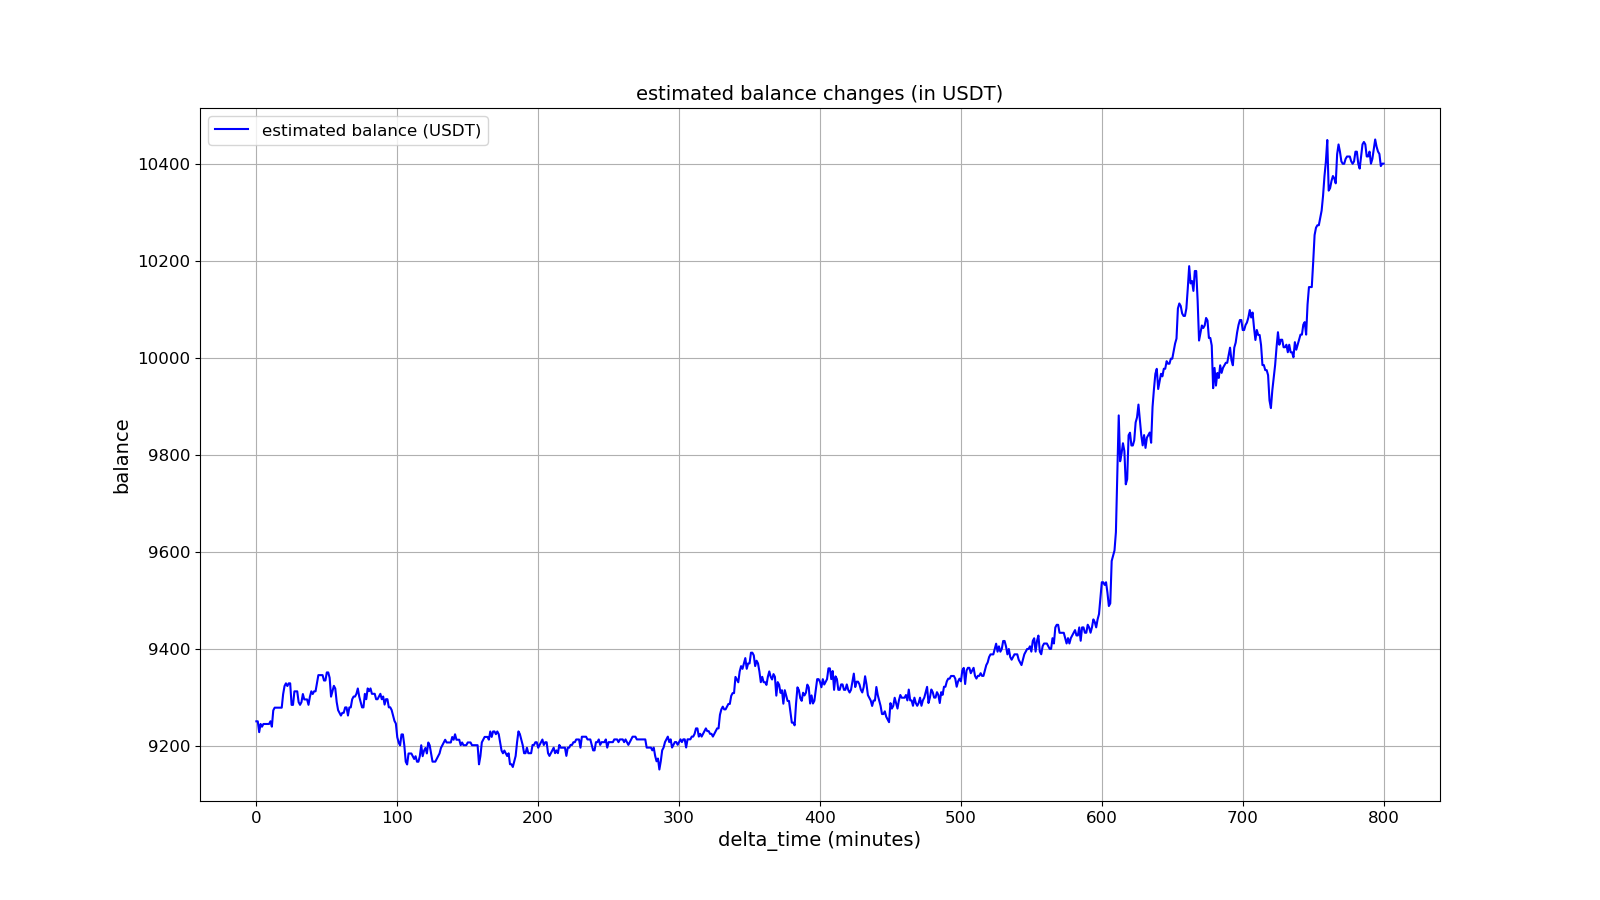 estimated balance changes (in USDT)
estimated balance (USDT)
10400
10200
10000
9800
9600
9400
9200
balance
0 100 200 300 400 500 600 700 800
delta_time (minutes)